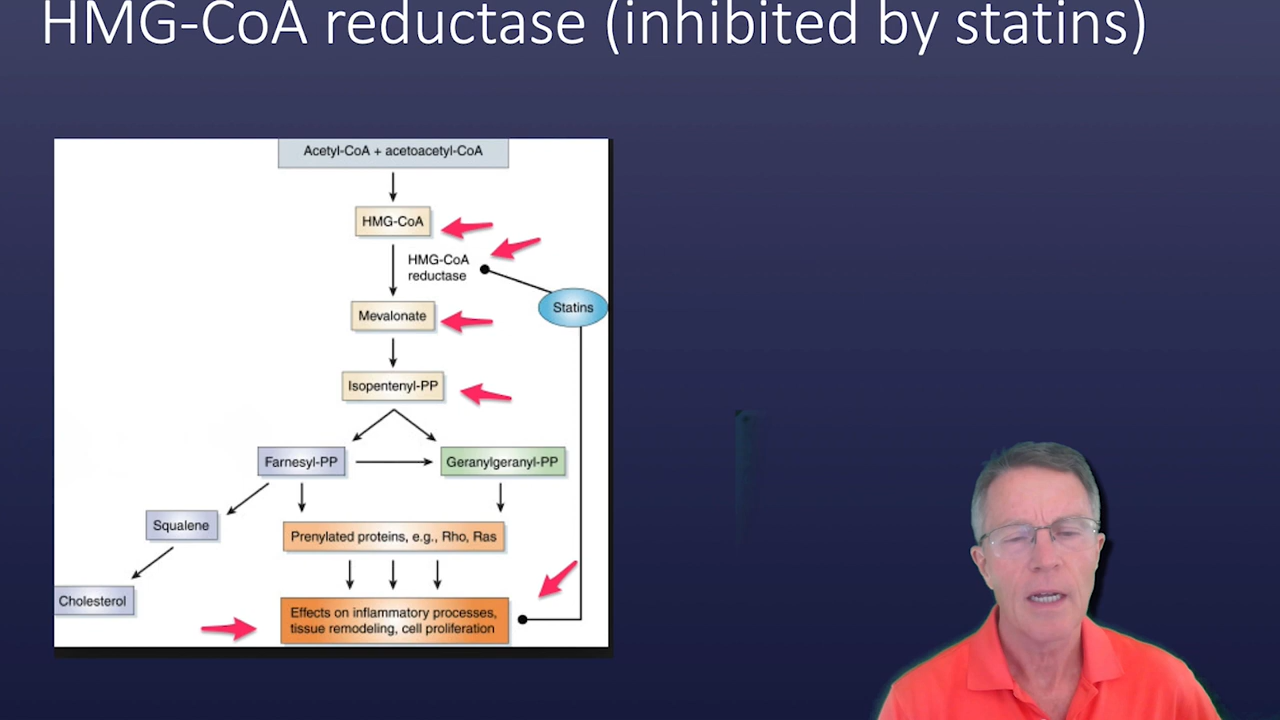 HMG-CoA reductase (inhibited by statins)
Acetyl-CoA + acetoacetyl-CoA
HMG-CoA
HMG-CoA
reductase
Statins
Mevalonate
Isopentenyl-PP
Farnesyl-PP
Geranylgeranyl-PP
Squalene
Prenylated proteins, e.g., Rho, Ras
Cholesterol
Effects on inflammatory processes,
tissue remodeling, cell proliferation